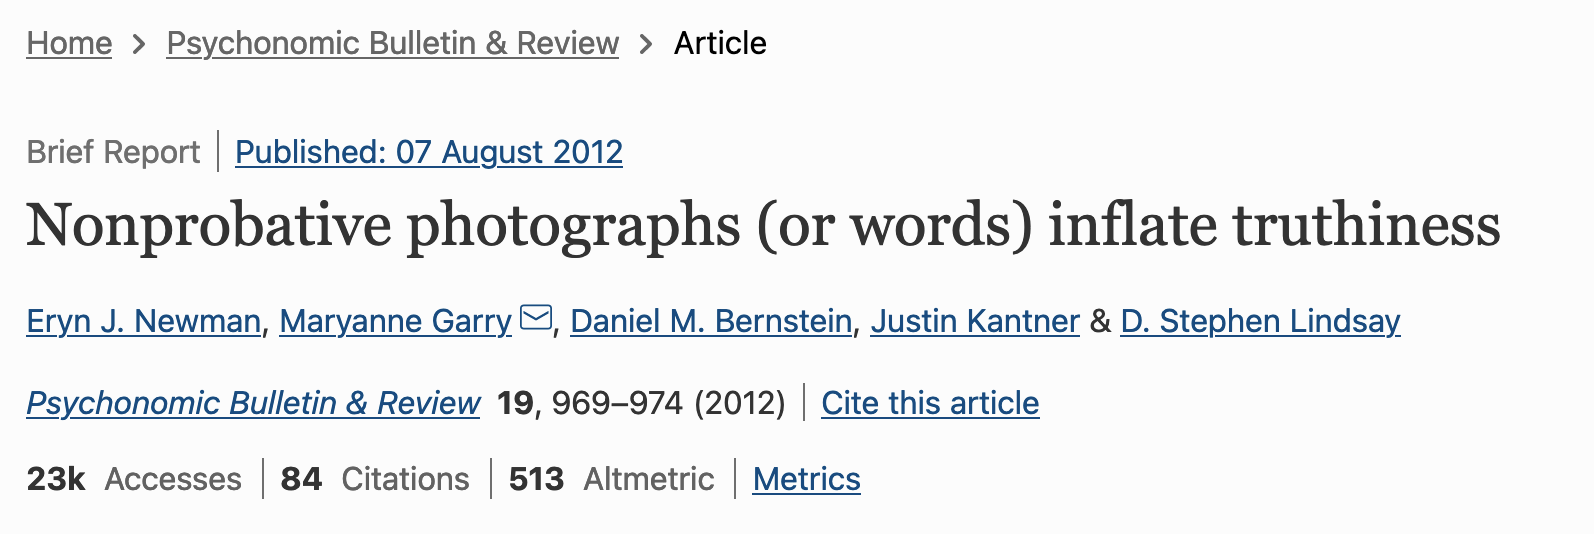 Home > Psychonomic Bulletin & Review > Article
Brief Report | Published: 07 August 2012
Nonprobative photographs (or words) inflate truthiness
Eryn J. Newman, Maryanne Garry, Daniel M. Bernstein, Justin Kantner & D. Stephen Lindsay
Psychonomic Bulletin & Review 19, 969–974 (2012) | Cite this article
23k Accesses | 84 Citations | 513 Altmetric | Metrics